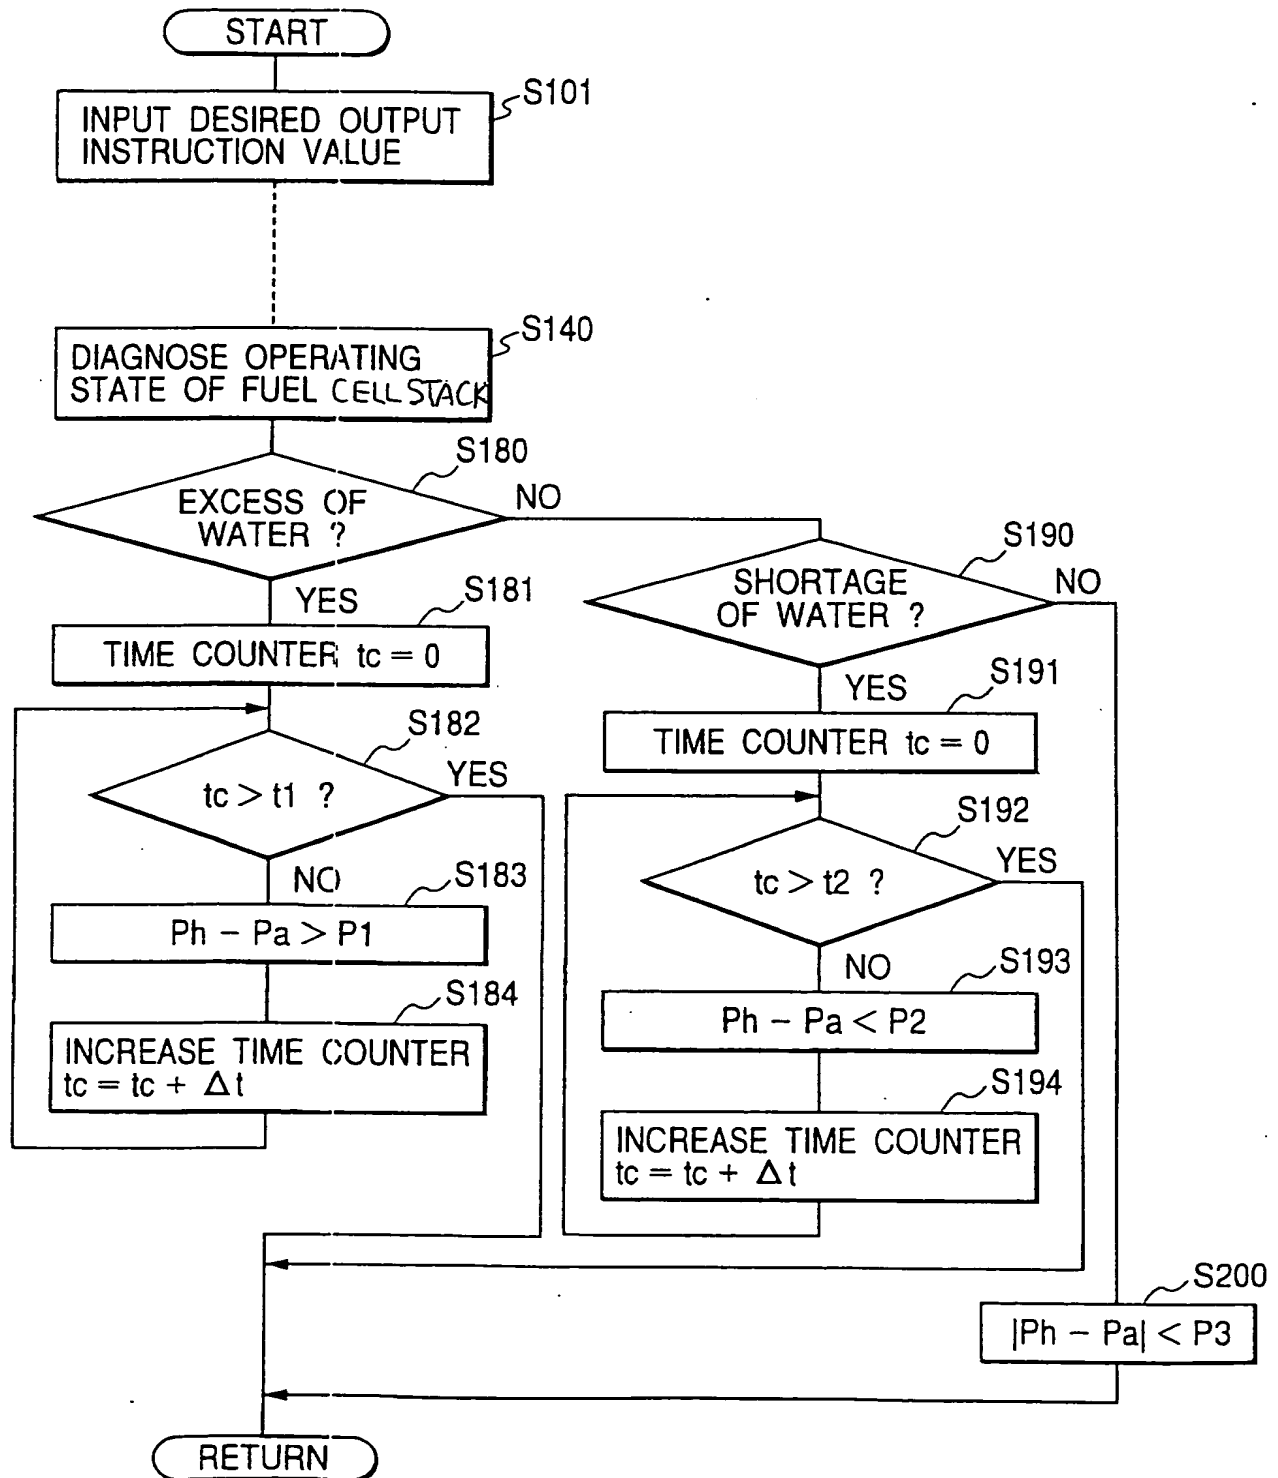 START
S101
INPUT DESIRED OUTPUT
INSTRUCTION VALUE
S140
DIAGNOSE OPERATING
STATE OF FUEL CELL STACK
S180
EXCESS OF
WATER ?
NO
YES
S181
TIME COUNTER tc = 0
S182
tc > t1 ?
YES
NO
S183
Ph - Pa > P1
S184
INCREASE TIME COUNTER
tc = tc + Δt
S190
SHORTAGE
OF WATER ?
NO
YES
S191
TIME COUNTER tc = 0
S192
tc > t2 ?
YES
NO
S193
Ph - Pa < P2
S194
INCREASE TIME COUNTER
tc = tc + Δt
S200
|Ph - Pa| < P3
RETURN